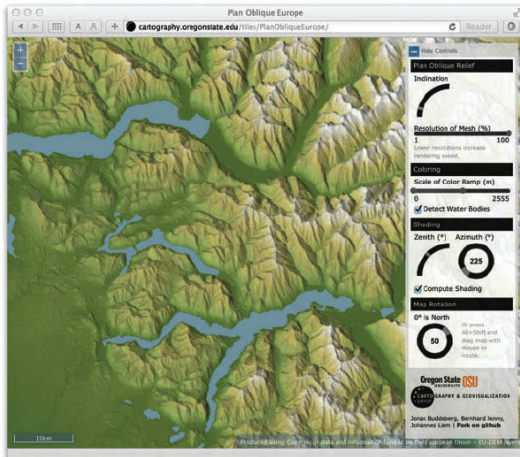 Plan Oblique Europe
cartography.oregonstate.edu/tiles/PlanObliqueEurope/
Reader
A A
+
−
Hide Controls
Plan Oblique Relief
Inclination
Resolution of Mesh (%)
1 100
Lower resolutions increase
rendering speed.
Coloring
Scale of Color Ramp (m)
0 2555
Detect Water Bodies
Shading
Zenith (°) Azimuth (°)
225
Compute Shading
Map Rotation
0° is North
50
Or press
Alt+Shift and
drag map with
mouse to
rotate.
Oregon State
UNIVERSITY OSU
CARTOGRAPHY & GEOVISUALIZATION
GROUP
Jonas Buddeberg, Bernhard Jenny,
Johannes Liem | Fork on github
10km
Produced using Copernicus data and information funded by the European Union - EU-DEM layers